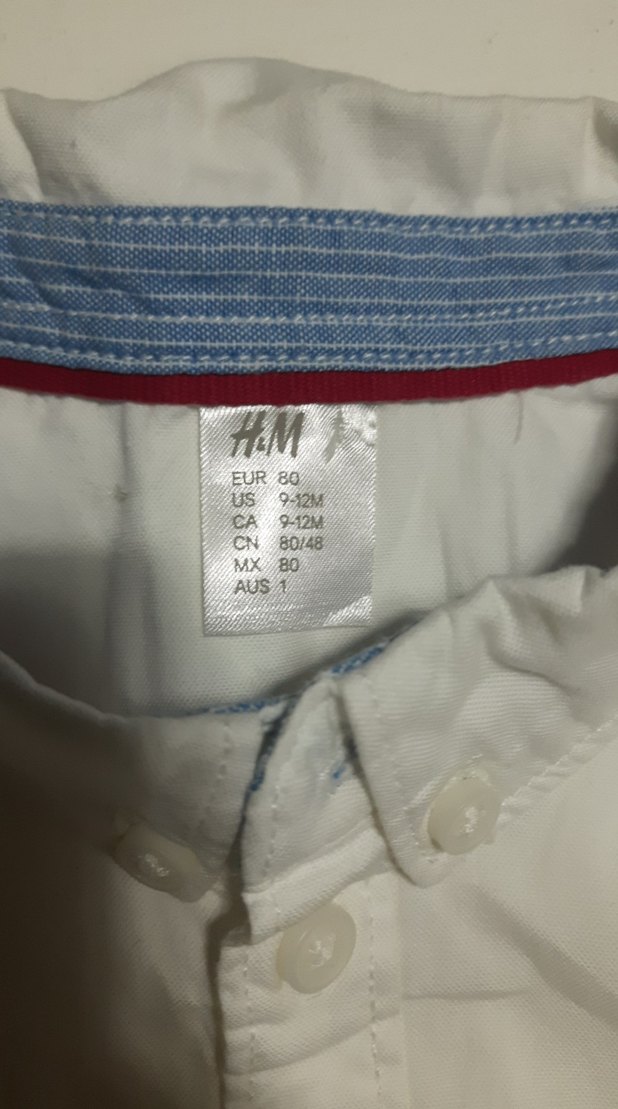 H&M
EUR 80
US 9-12M
CA 9-12M
CN 80/48
MX 80
AUS 1